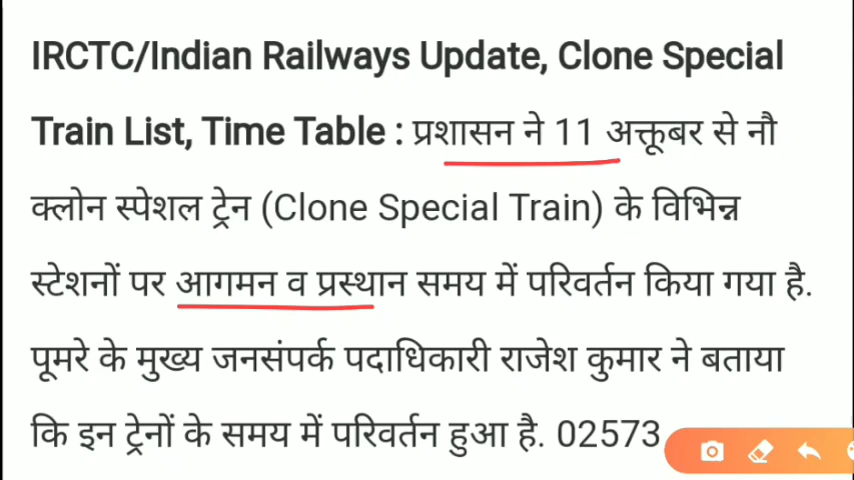 IRCTC/Indian Railways Update, Clone Special
Train List, Time Table : प्रशासन ने 11 अक्तूबर से नौ
क्लोन स्पेशल ट्रेन (Clone Special Train) के विभिन्न
स्टेशनों पर आगमन व प्रस्थान समय में परिवर्तन किया गया है.
पूमरे के मुख्य जनसंपर्क पदाधिकारी राजेश कुमार ने बताया
कि इन ट्रेनों के समय में परिवर्तन हुआ है. 02573